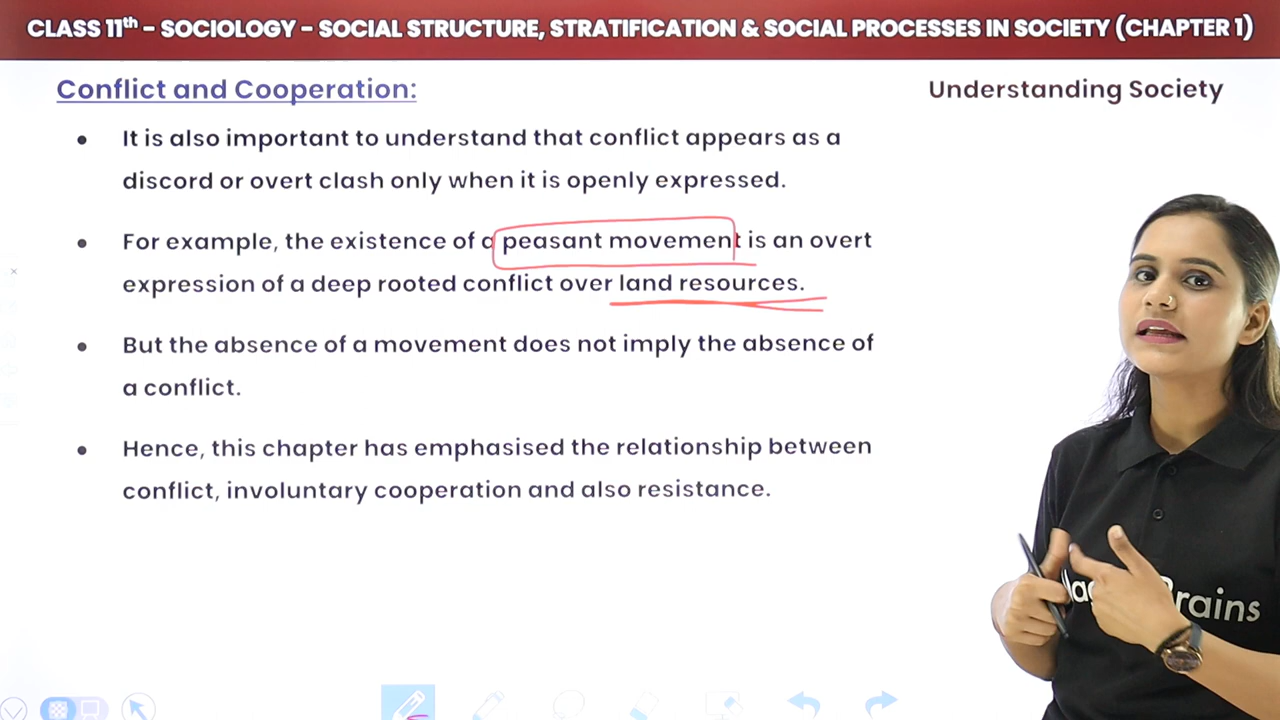 CLASS 11th - SOCIOLOGY - SOCIAL STRUCTURE, STRATIFICATION & SOCIAL PROCESSES IN SOCIETY (CHAPTER 1)
Conflict and Cooperation:
Understanding Society
• It is also important to understand that conflict appears as a
discord or overt clash only when it is openly expressed.
• For example, the existence of a peasant movement is an overt
expression of a deep rooted conflict over land resources.
• But the absence of a movement does not imply the absence of
a conflict.
• Hence, this chapter has emphasised the relationship between
conflict, involuntary cooperation and also resistance.